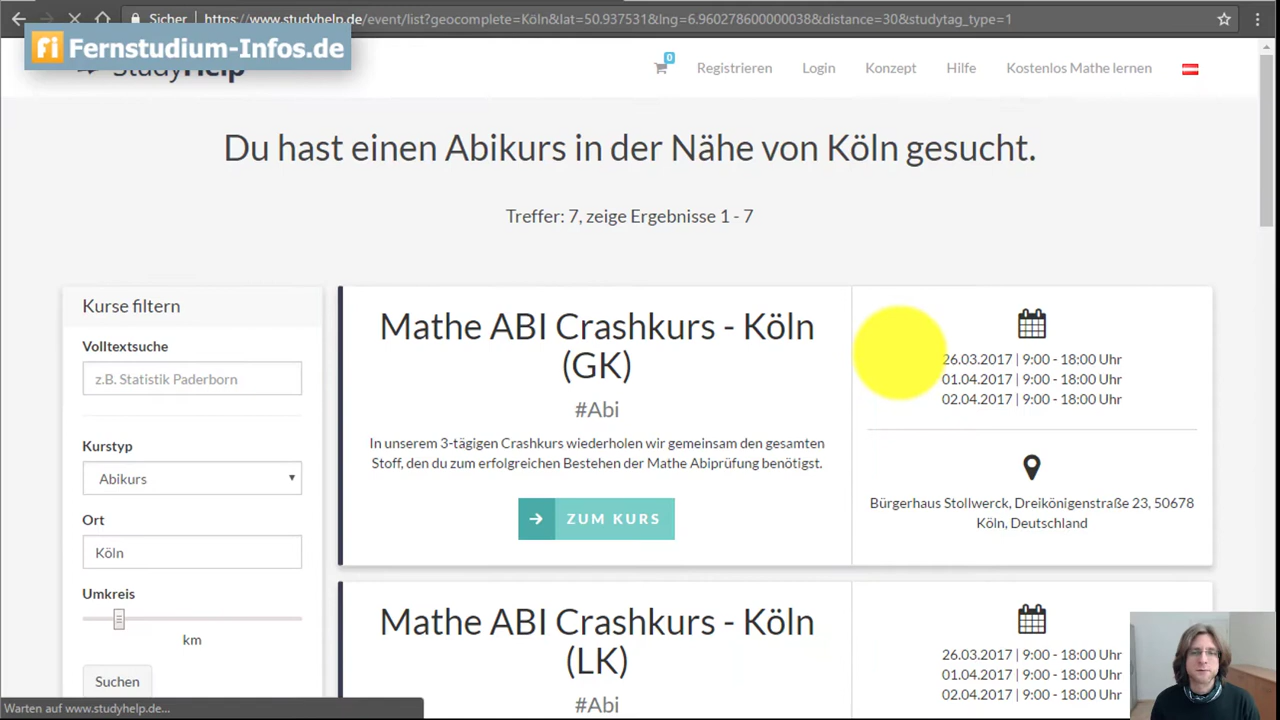 Sicher
https://www.studyhelp.de/event/list?geocomplete=Köln&lat=50.937531&lng=6.960278600000038&distance=30&studytag_type=1
fi Fernstudium-Infos.de
StudyHelp
0
Registrieren
Login
Konzept
Hilfe
Kostenlos Mathe lernen
Du hast einen Abikurs in der Nähe von Köln gesucht.
Treffer: 7, zeige Ergebnisse 1 - 7
Kurse filtern
Volltextsuche
z.B. Statistik Paderborn
Kurstyp
Abikurs
Ort
Köln
Umkreis
km
Suchen
Mathe ABI Crashkurs - Köln
(GK)
#Abi
In unserem 3-tägigen Crashkurs wiederholen wir gemeinsam den gesamten
Stoff, den du zum erfolgreichen Bestehen der Mathe Abiprüfung benötigst.
ZUM KURS
26.03.2017 | 9:00 - 18:00 Uhr
01.04.2017 | 9:00 - 18:00 Uhr
02.04.2017 | 9:00 - 18:00 Uhr
Bürgerhaus Stollwerck, Dreikönigenstraße 23, 50678
Köln, Deutschland
Mathe ABI Crashkurs - Köln
(LK)
#Abi
26.03.2017 | 9:00 - 18:00 Uhr
01.04.2017 | 9:00 - 18:00 Uhr
02.04.2017 | 9:00 - 18:00 Uhr
Warten auf www.studyhelp.de...